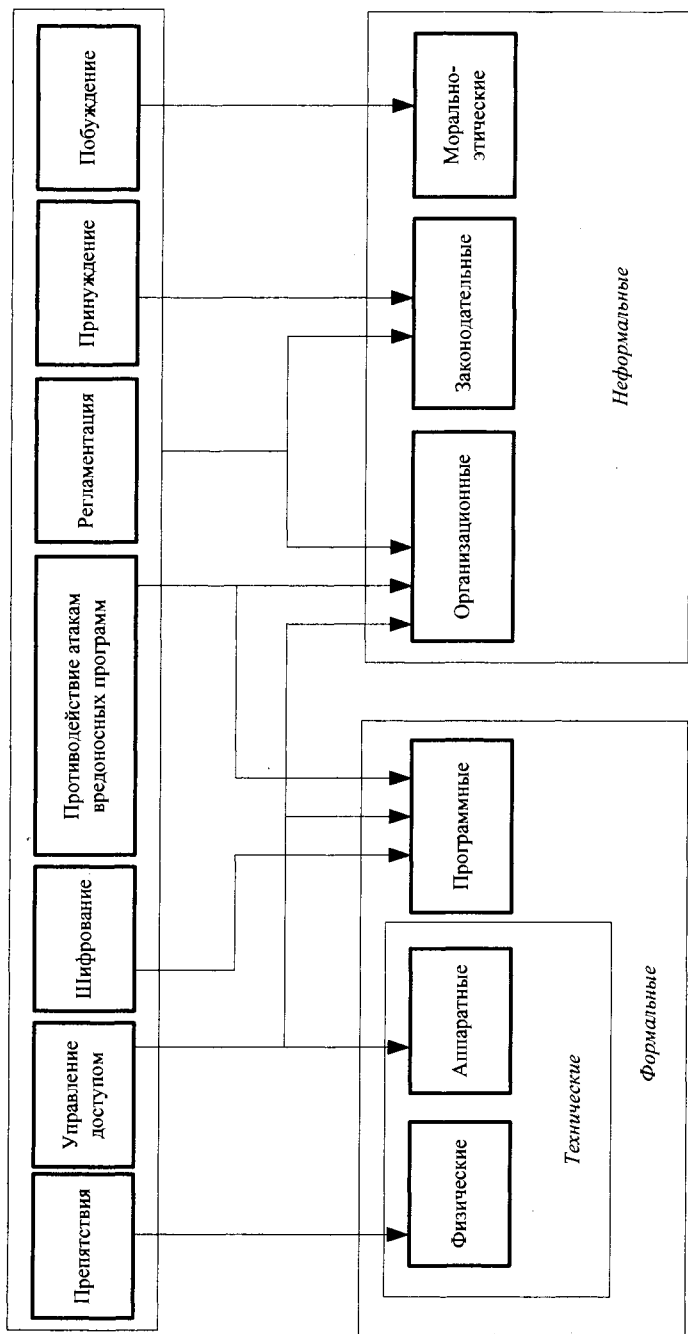 Препятствия
Управление
доступом
Шифрование
Противодействие атакам
вредоносных программ
Регламентация
Принуждение
Побуждение
Физические
Аппаратные
Программные
Организационные
Законодательные
Морально-
этические
Технические
Формальные
Неформальные